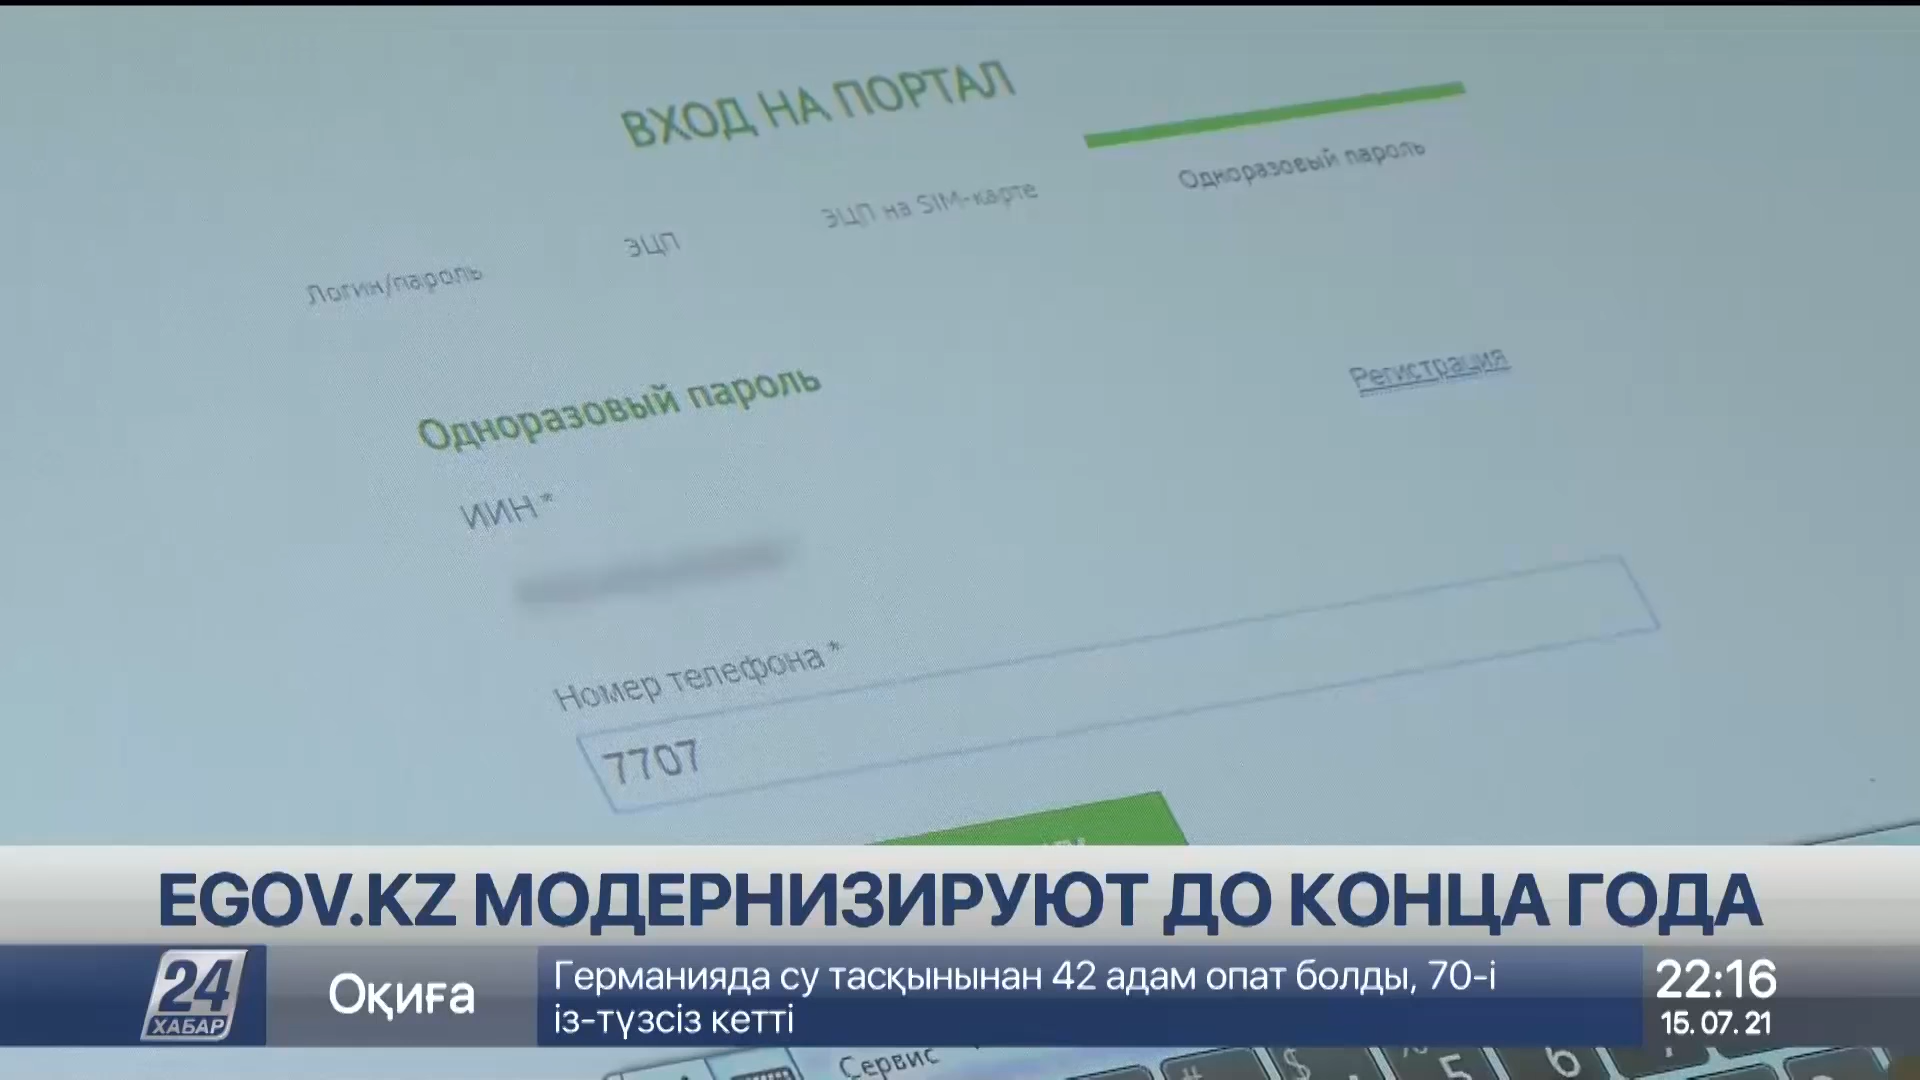 ВХОД НА ПОРТАЛ
Логин/пароль
ЭЦП
ЭЦП на SIM-карте
Одноразовый пароль
Одноразовый пароль
Регистрация
ИИН *
Номер телефона *
7707
EGOV.KZ МОДЕРНИЗИРУЮТ ДО КОНЦА ГОДА
24
ХАБАР
Оқиға
Германияда су тасқынынан 42 адам опат болды, 70-і
із-түзсіз кетті
22:16
15. 07. 21
Сервис
# $ % 5 6